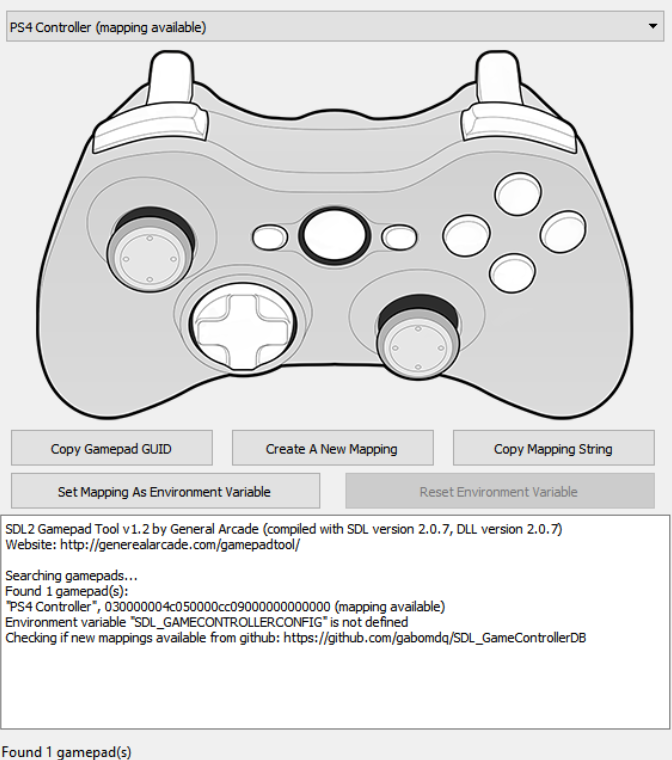 PS4 Controller (mapping available)
Copy Gamepad GUID
Create A New Mapping
Copy Mapping String
Set Mapping As Environment Variable
Reset Environment Variable
SDL2 Gamepad Tool v1.2 by General Arcade (compiled with SDL version 2.0.7, DLL version 2.0.7)
Website: http://generealarcade.com/gamepadtool/
Searching gamepads...
Found 1 gamepad(s):
"PS4 Controller", 030000004c050000cc09000000000000 (mapping available)
Environment variable "SDL_GAMECONTROLLERCONFIG" is not defined
Checking if new mappings available from github: https://github.com/gabomdq/SDL_GameControllerDB
Found 1 gamepad(s)